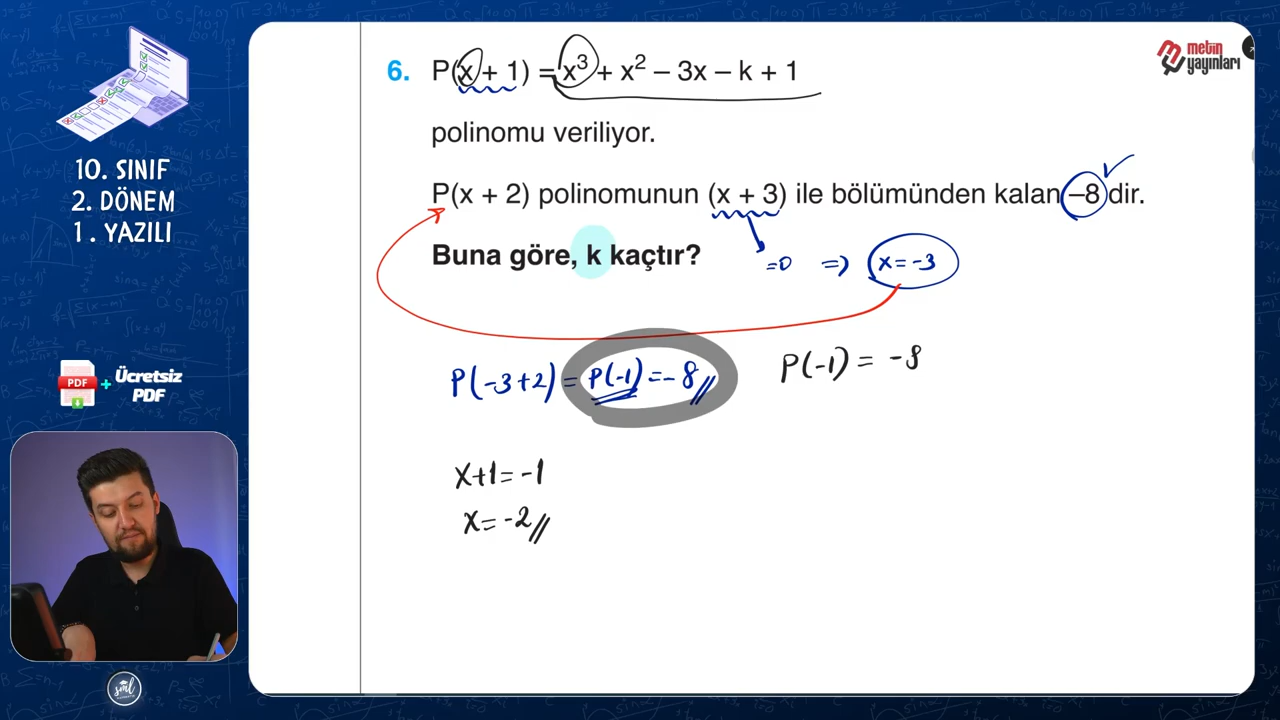 10. SINIF
2. DÖNEM
1. YAZILI
PDF
+ Ücretsiz PDF
sml
metin yayınları
6. P(x + 1) = x³ + x² – 3x – k + 1
polinomu veriliyor.
P(x + 2) polinomunun (x + 3) ile bölümünden kalan –8 dir.
Buna göre, k kaçtır?
=0 ⇒ x=-3
P(-3+2) = P(-1) = -8
P(-1) = -8
x+1=-1
x=-2